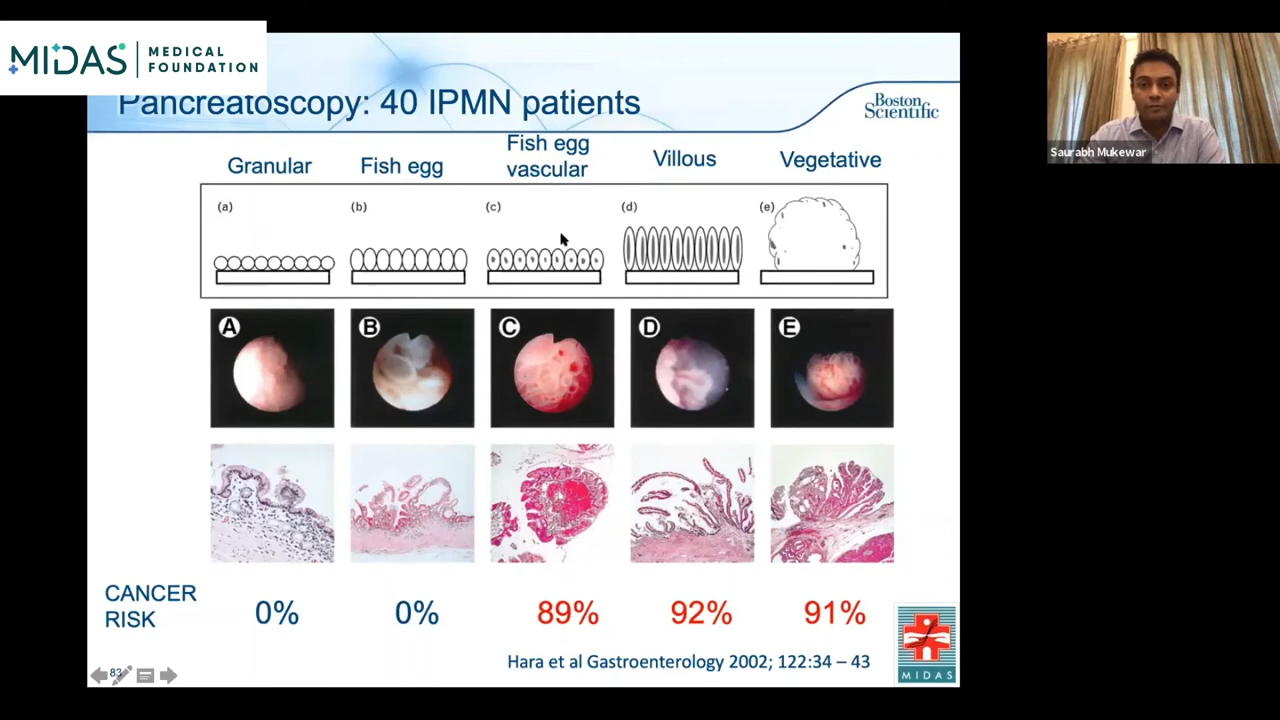 MIDAS MEDICAL
FOUNDATION
Pancreatoscopy: 40 IPMN patients
Boston
Scientific
Saurabh Mukewar
Granular
Fish egg
Fish egg
vascular
Villous
Vegetative
(a)
(b)
(c)
(d)
(e)
A
B
C
D
E
CANCER
RISK
0%
0%
89%
92%
91%
Hara et al Gastroenterology 2002; 122:34 – 43
83
MIDAS